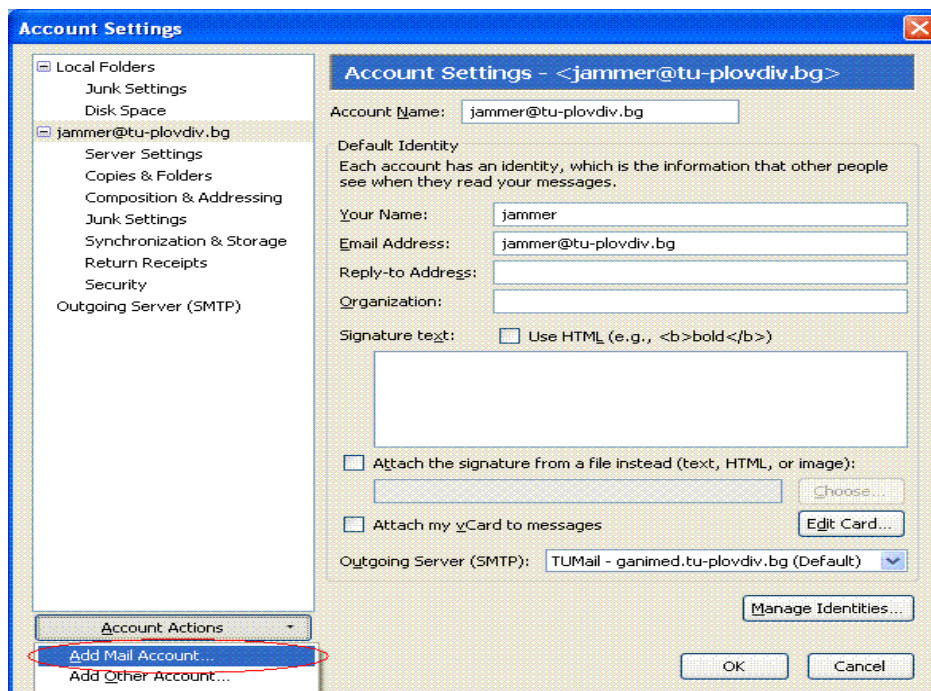 Account Settings
Local Folders
Junk Settings
Disk Space
jammer@tu-plovdiv.bg
Server Settings
Copies & Folders
Composition & Addressing
Junk Settings
Synchronization & Storage
Return Receipts
Security
Outgoing Server (SMTP)
Account Actions
Add Mail Account...
Add Other Account...
Account Settings - <jammer@tu-plovdiv.bg>
Account Name: jammer@tu-plovdiv.bg
Default Identity
Each account has an identity, which is the information that other people
see when they read your messages.
Your Name: jammer
Email Address: jammer@tu-plovdiv.bg
Reply-to Address:
Organization:
Signature text: Use HTML (e.g., <b>bold</b>)
Attach the signature from a file instead (text, HTML, or image):
Choose...
Attach my vCard to messages Edit Card...
Outgoing Server (SMTP): TUMail - ganimed.tu-plovdiv.bg (Default)
Manage Identities...
OK Cancel